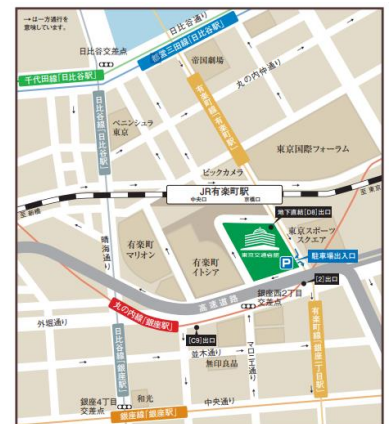 →は一方通行を
意味しています。
日比谷通り
日比谷交差点
都営三田線「日比谷駅」
千代田線「日比谷駅」
帝国劇場
丸の内仲通り
日比谷線「日比谷駅」
有楽町線「有楽町駅」
ペニンシュラ
東京
東京国際フォーラム
ビックカメラ
JR有楽町駅
中央口
京橋口
至 新橋
至 東京
地下直結[D8]出口
晴海通り
有楽町
マリオン
有楽町
イトシア
東京交通会館
東京スポーツ
スクエア
P
駐車場出入口
[2]出口
高速道路
銀座西2丁目
交差点
丸の内線「銀座駅」
外堀通り
[C9]出口
並木通り
無印良品
マロニエ通り
日比谷線「銀座駅」
有楽町線「銀座一丁目駅」
銀座4丁目
交差点
和光
中央通り
銀座線「銀座駅」